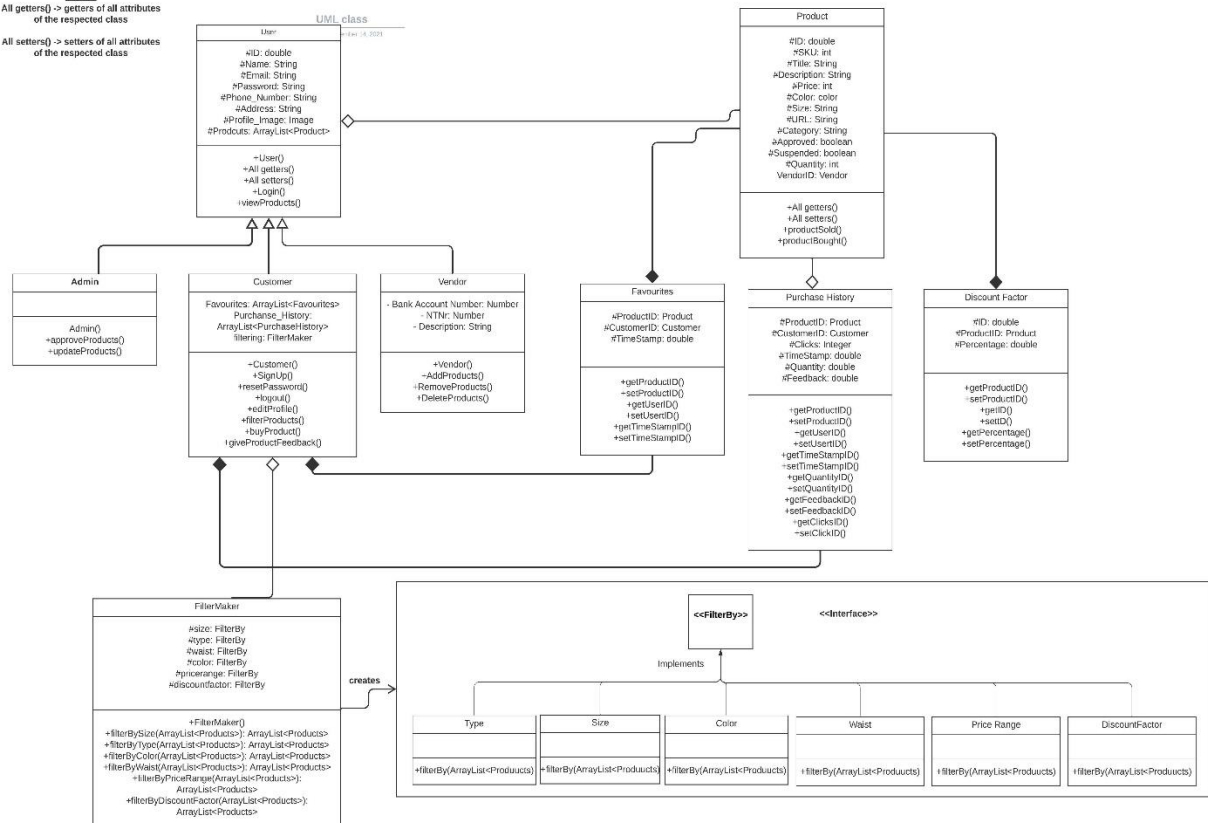 All getters() -> getters of all attributes
of the respected class
All setters() -> setters of all attributes
of the respected class
UML class
User
#ID: double
#Name: String
#Email: String
#Password: String
#Phone_Number: String
#Address: String
#Profile_Image: Image
#Prodcuts: ArrayList<Product>
+User()
+All getters()
+All setters()
+Login()
+viewProducts()
Product
#ID: double
#SKU: int
#Title: String
#Description: String
#Price: int
#Color: color
#Size: String
#URL: String
#Category: String
#Approved: boolean
#Suspended: boolean
#Quantity: int
VendorID: Vendor
+All getters()
+All setters()
+productSold()
+productBought()
Admin
Admin()
+approveProducts()
+updateProducts()
Customer
Favourites: ArrayList<Favourites>
Purchanse_History:
ArrayList<PurchaseHistory>
filtering: FilterMaker
+Customer()
+SignUp()
+resetPassword()
+logout()
+editProfile()
+filterProducts()
+buyProduct()
+giveProductFeedback()
Vendor
- Bank Account Number: Number
- NTNr: Number
- Description: String
+Vendor()
+AddProducts()
+RemoveProducts()
+DeleteProducts()
Favourites
#ProductID: Product
#CustomerID: Customer
#TimeStamp: double
+getProductID()
+setProductID()
+getUserID()
+setUsertID()
+getTimeStampID()
+setTimeStampID()
Purchase History
#ProductID: Product
#CustomerID: Customer
#Clicks: Integer
#TimeStamp: double
#Quantity: double
#Feedback: double
+getProductID()
+setProductID()
+getUserID()
+setUsertID()
+getTimeStampID()
+setTimeStampID()
+getQuantityID()
+setQuantityID()
+getFeedbackID()
+setFeedbackID()
+getClicksID()
+setClickID()
Discount Factor
#ID: double
#ProductID: Product
#Percentage: double
+getProductID()
+setProductID()
+getID()
+setID()
+getPercentage()
+setPercentage()
FilterMaker
#size: FilterBy
#type: FilterBy
#waist: FilterBy
#color: FilterBy
#pricerange: FilterBy
#discountfactor: FilterBy
+FilterMaker()
+filterBySize(ArrayList<Products>): ArrayList<Products>
+filterByType(ArrayList<Products>): ArrayList<Products>
+filterByColor(ArrayList<Products>): ArrayList<Products>
+filterByWaist(ArrayList<Products>): ArrayList<Products>
+filterByPriceRange(ArrayList<Products>):
ArrayList<Products>
+filterByDiscountFactor(ArrayList<Products>):
ArrayList<Products>
creates
<<FilterBy>>
<<Interface>>
Implements
Type
+filterBy(ArrayList<Produucts)
Size
+filterBy(ArrayList<Produucts)
Color
+filterBy(ArrayList<Produucts)
Waist
+filterBy(ArrayList<Produucts)
Price Range
+filterBy(ArrayList<Produucts)
DiscountFactor
+filterBy(ArrayList<Produucts)